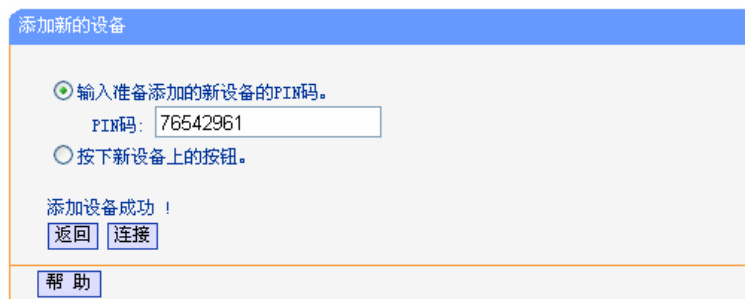 添加新的设备
输入准备添加的新设备的PIN码。
PIN码: 76542961
按下新设备上的按钮。
添加设备成功 !
返回 连接
帮 助